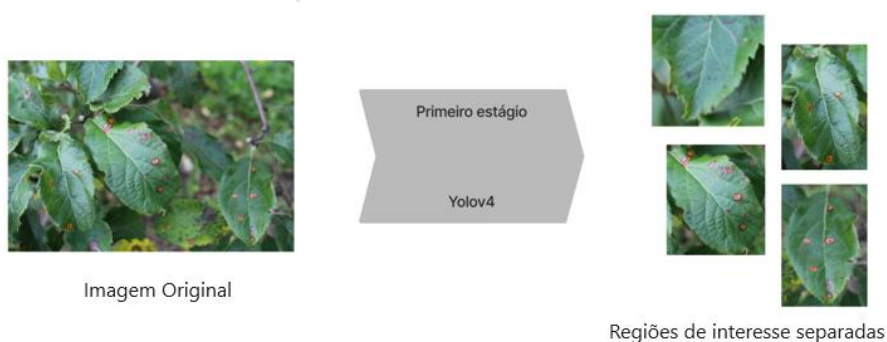 Primeiro estágio
Yolov4
Imagem Original
Regiões de interesse separadas